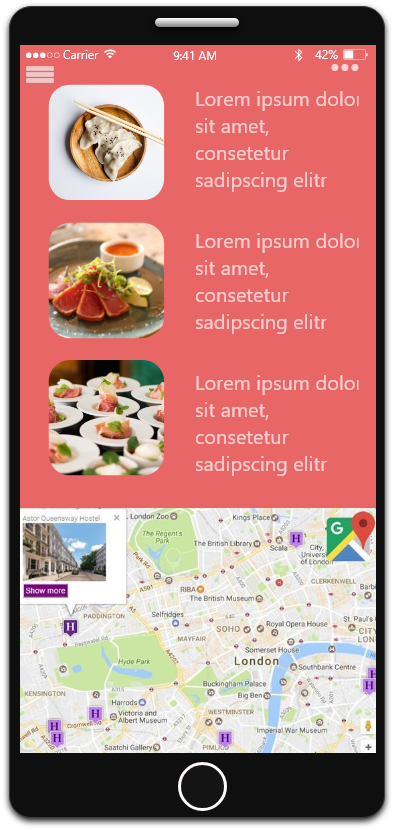 Carrier 9:41 AM 42%
Lorem ipsum dolor
sit amet,
consetetur
sadipscing elitr
Lorem ipsum dolor
sit amet,
consetetur
sadipscing elitr
Lorem ipsum dolor
sit amet,
consetetur
sadipscing elitr
Astor Queensway Hostel ×
Show more
London Zoo
The Regent's
Park
Kings Place
The British Library
Scala
City,
University
G
CLERKENWELL
PADDINGTON
RIBA
The British Museum
Selfridges
SOHO
Royal Opera House
St. Paul's
CITY
MAYFAIR
Somerset House
London
Hyde Park
Southbank Centre
Buckingham Palace
Big Ben
KENSINGTON
Harrods
Victoria and
Albert Museum
WESTMINSTER
Cromwell Rd
Imperial War Museum
Saatchi Gallery
PIMLICO
H
H
H
H
H
H
H
H
+